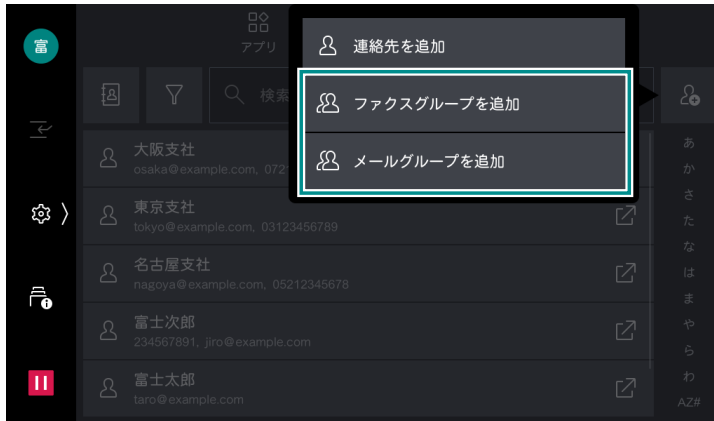 富
アプリ
連絡先を追加
検索
ファクスグループを追加
メールグループを追加
大阪支社
osaka@example.com, 0721
東京支社
tokyo@example.com, 03123456789
名古屋支社
nagoya@example.com, 05212345678
富士次郎
234567891, jiro@example.com
富士太郎
taro@example.com
あ
か
さ
た
な
は
ま
や
ら
わ
AZ#